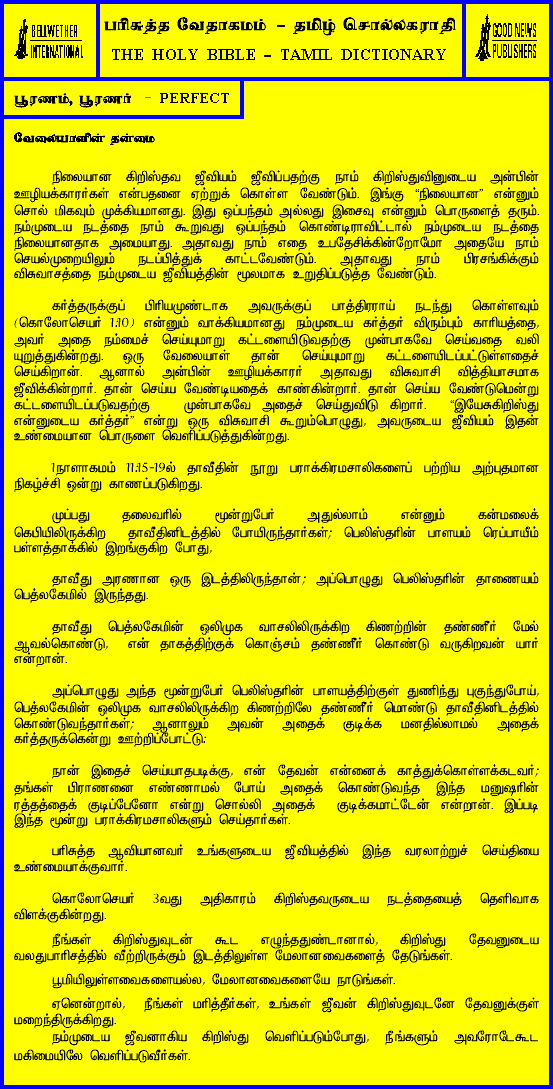 BELLWETHER
INTERNATIONAL
பரிசுத்த வேதாகமம் – தமிழ் சொல்லகராதி
THE HOLY BIBLE – TAMIL DICTIONARY
GOOD NEWS
PUBLISHERS
பூரணம், பூரணர் – PERFECT
வேலையாளின் தன்மை
நிலையான கிறிஸ்தவ ஜீவியம் ஜீவிப்பதற்கு நாம் கிறிஸ்துவினுடைய அன்பின்
ஊழியக்காரர்கள் என்பதனை ஏற்றுக் கொள்ள வேண்டும். இங்கு “நிலையான” என்னும்
சொல் மிகவும் முக்கியமானது. இது ஒப்பந்தம் அல்லது இசைவு என்னும் பொருளைத் தரும்.
நம்முடைய நடத்தை நாம் கூறுவது ஒப்பந்தம் கொண்டிராவிட்டால் நம்முடைய நடத்தை
நிலையானதாக அமையாது. அதாவது நாம் எதை உபதேசிக்கின்றோமோ அதையே நாம்
செயல்முறையிலும் நடப்பித்துக் காட்டவேண்டும். அதாவது நாம் பிரசங்கிக்கும்
விசுவாசத்தை நம்முடைய ஜீவியத்தின் மூலமாக உறுதிப்படுத்த வேண்டும்.
கர்த்தருக்குப் பிரியமுண்டாக அவருக்குப் பாத்திரராய் நடந்து கொள்ளவும்
(கொலோசெயர் 1:10) என்னும் வாக்கியமானது நம்முடைய கர்த்தர் விரும்பும் காரியத்தை,
அவர் அதை நம்மைச் செய்யுமாறு கட்டளையிடுவதற்கு முன்பாகவே செய்வதை வலி
யுறுத்துகின்றது. ஒரு வேலையாள் தான் செய்யுமாறு கட்டளையிடப்பட்டுள்ளதைச்
செய்கிறான். ஆனால் அன்பின் ஊழியக்காரர் அதாவது விசுவாசி வித்தியாசமாக
ஜீவிக்கின்றார். தான் செய்ய வேண்டியதைக் காண்கின்றார். தான் செய்ய வேண்டுமென்று
கட்டளையிடப்படுவதற்கு முன்பாகவே அதைச் செய்துவிடு கிறார். “இயேசுகிறிஸ்து
என்னுடைய கர்த்தர்” என்று ஒரு விசுவாசி கூறும்பொழுது, அவருடைய ஜீவியம் இதன்
உண்மையான பொருளை வெளிப்படுத்துகின்றது.
1நாளாகமம் 11:15-19ல் தாவீதின் நூறு பராக்கிரமசாலிகளைப் பற்றிய அற்புதமான
நிகழ்ச்சி ஒன்று காணப்படுகிறது.
முப்பது தலைவரில் மூன்றுபேர் அதுல்லாம் என்னும் கன்மலைக்
கெபியிலிருக்கிற தாவீதினிடத்தில் போயிருந்தார்கள்; பெலிஸ்தரின் பாளயம் ரெப்பாயீம்
பள்ளத்தாக்கில் இறங்குகிற போது,
தாவீது அரணான ஒரு இடத்திலிருந்தான்; அப்பொழுது பெலிஸ்தரின் தாணையம்
பெத்லகேமில் இருந்தது.
தாவீது பெத்லகேமின் ஒலிமுக வாசலிலிருக்கிற கிணற்றின் தண்ணீர் மேல்
ஆவல்கொண்டு, என் தாகத்திற்குக் கொஞ்சம் தண்ணீர் கொண்டு வருகிறவன் யார்
என்றான்.
அப்பொழுது அந்த மூன்றுபேர் பெலிஸ்தரின் பாளயத்திற்குள் துணிந்து புகுந்துபோய்,
பெத்லகேமின் ஒலிமுக வாசலிலிருக்கிற கிணற்றிலே தண்ணீர் மொண்டு தாவீதினிடத்தில்
கொண்டுவந்தார்கள்; ஆனாலும் அவன் அதைக் குடிக்க மனதில்லாமல் அதைக்
கர்த்தருக்கென்று ஊற்றிப்போட்டு:
நான் இதைச் செய்யாதபடிக்கு, என் தேவன் என்னைக் காத்துக்கொள்ளக்கடவர்;
தங்கள் பிராணனை எண்ணாமல் போய் அதைக் கொண்டுவந்த இந்த மனுஷரின்
ரத்தத்தைக் குடிப்பேனோ என்று சொல்லி அதைக் குடிக்கமாட்டேன் என்றான். இப்படி
இந்த மூன்று பராக்கிரமசாலிகளும் செய்தார்கள்.
பரிசுத்த ஆவியானவர் உங்களுடைய ஜீவியத்தில் இந்த வரலாற்றுச் செய்தியை
உண்மையாக்குவார்.
கொலோசெயர் 3வது அதிகாரம் கிறிஸ்தவருடைய நடத்தையைத் தெளிவாக
விளக்குகின்றது.
நீங்கள் கிறிஸ்துவுடன் கூட எழுந்ததுண்டானால், கிறிஸ்து தேவனுடைய
வலதுபாரிசத்தில் வீற்றிருக்கும் இடத்திலுள்ள மேலானவைகளைத் தேடுங்கள்.
பூமியிலுள்ளவைகளையல்ல, மேலானவைகளையே நாடுங்கள்.
ஏனென்றால், நீங்கள் மரித்தீர்கள், உங்கள் ஜீவன் கிறிஸ்துவுடனே தேவனுக்குள்
மறைந்திருக்கிறது.
நம்முடைய ஜீவனாகிய கிறிஸ்து வெளிப்படும்போது, நீங்களும் அவரோடேகூட
மகிமையிலே வெளிப்படுவீர்கள்.